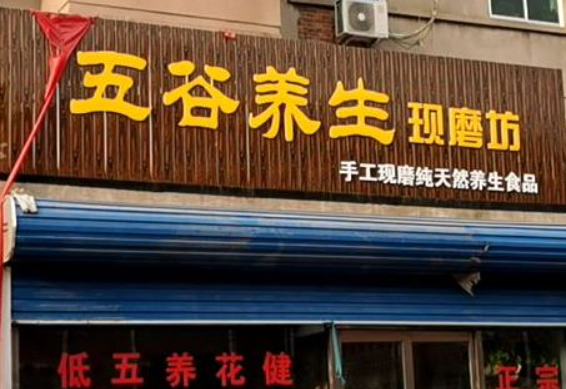 五谷养生现磨坊
手工现磨纯天然养生食品
低五养花健
正宗